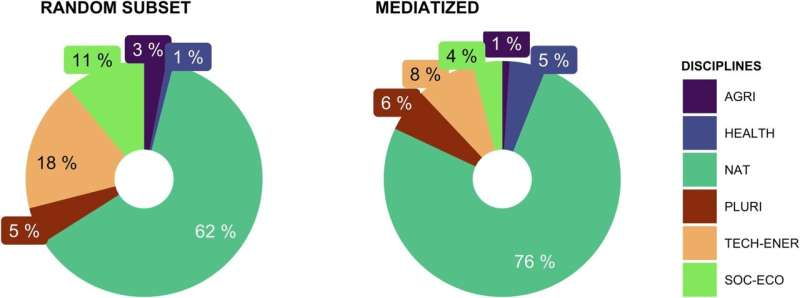 RANDOM SUBSET
3 %
1 %
11 %
18 %
5 %
62 %
MEDIATIZED
1 %
5 %
4 %
8 %
6 %
76 %
DISCIPLINES
AGRI
HEALTH
NAT
PLURI
TECH-ENER
SOC-ECO